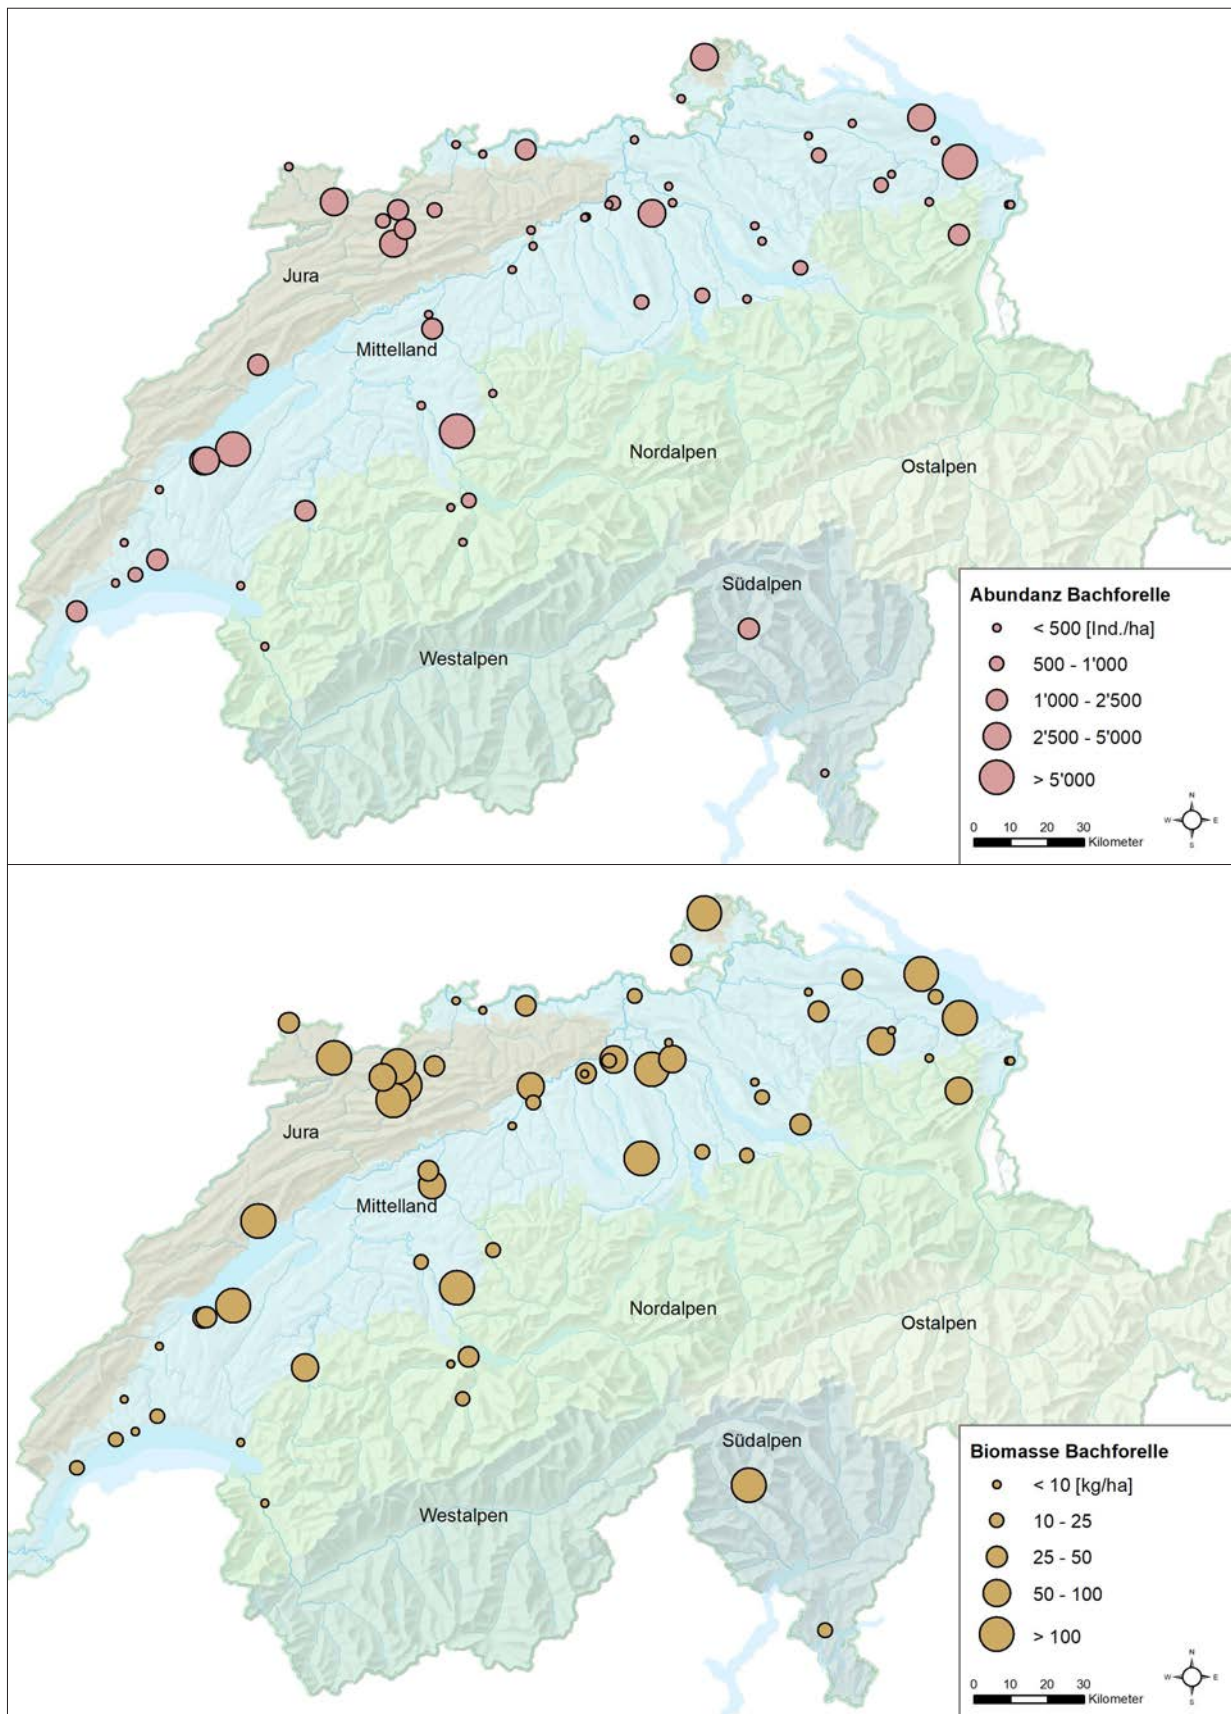 Jura
Mittelland
Nordalpen
Ostalpen
Südalpen
Westalpen
Abundanz Bachforelle
< 500 [Ind./ha]
500 - 1'000
1'000 - 2'500
2'500 - 5'000
> 5'000
N
W E
S
0 10 20 30
Kilometer
Jura
Mittelland
Nordalpen
Ostalpen
Südalpen
Westalpen
Biomasse Bachforelle
< 10 [kg/ha]
10 - 25
25 - 50
50 - 100
> 100
N
W E
S
0 10 20 30
Kilometer